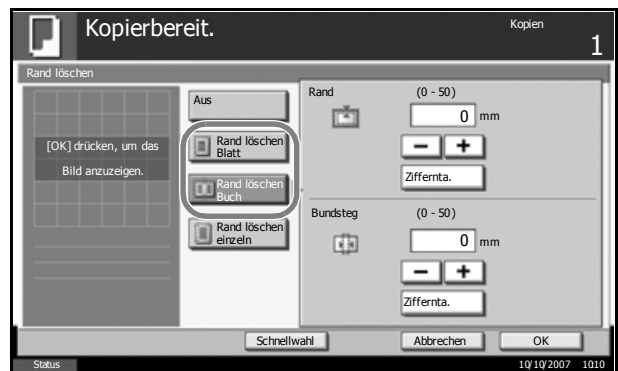 Kopierbereit.
Kopien
1
Rand löschen
[OK] drücken, um das
Bild anzuzeigen.
Aus
Rand löschen
Blatt
Rand löschen
Buch
Rand löschen
einzeln
Rand
(0 - 50)
0 mm
Ziffernta.
Bundsteg
(0 - 50)
0 mm
Ziffernta.
Schnellwahl
Abbrechen
OK
Status
10/10/2007 1010